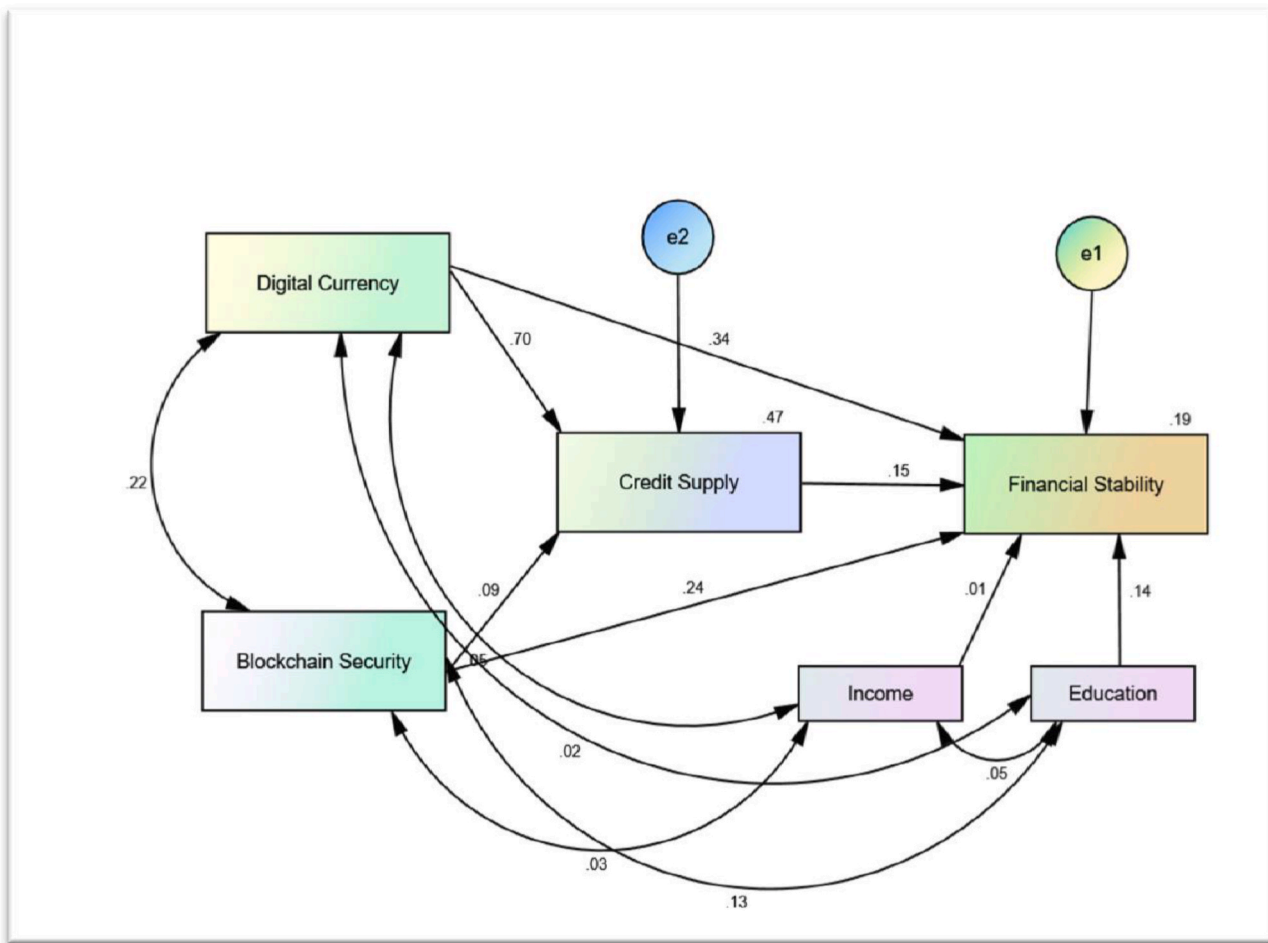 e2
e1
Digital Currency
.70
.34
.47
.19
Credit Supply
.15
Financial Stability
.22
.09
.24
.01
.14
Blockchain Security
.05
Income
Education
.02
.05
.03
.13